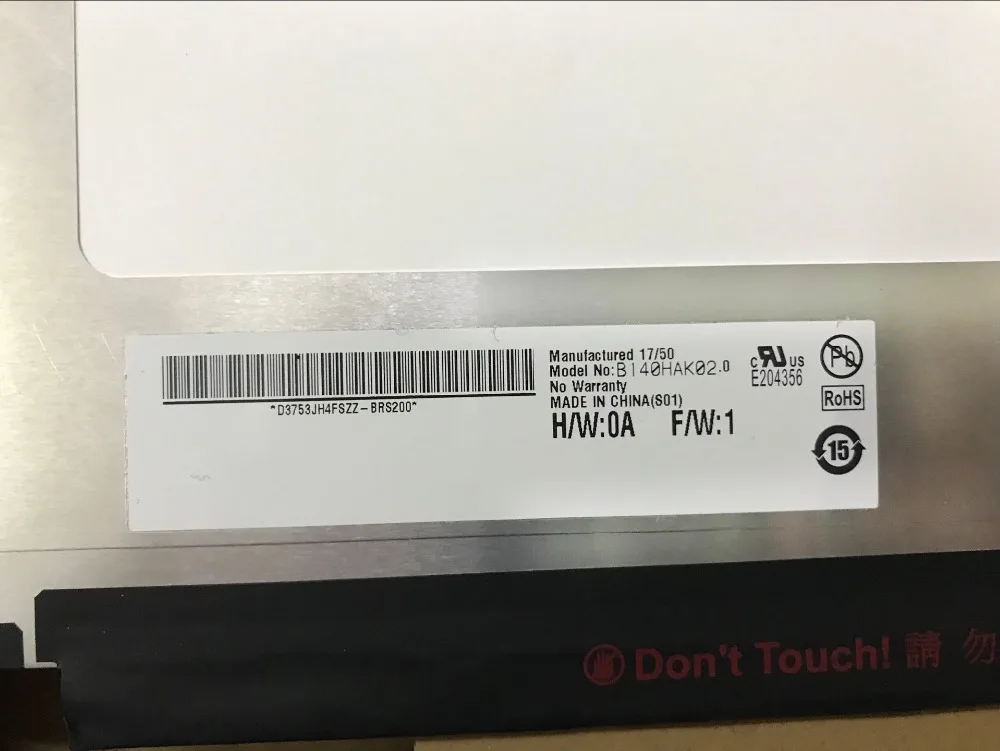 *D3753JH4FSZZ-BRS200*
Manufactured 17/50
Model No:B140HAK02.0
No Warranty
MADE IN CHINA(S01)
H/W:0A F/W:1
C UR US
E204356
Pb
RoHS
15
Don't Touch! 請 勿